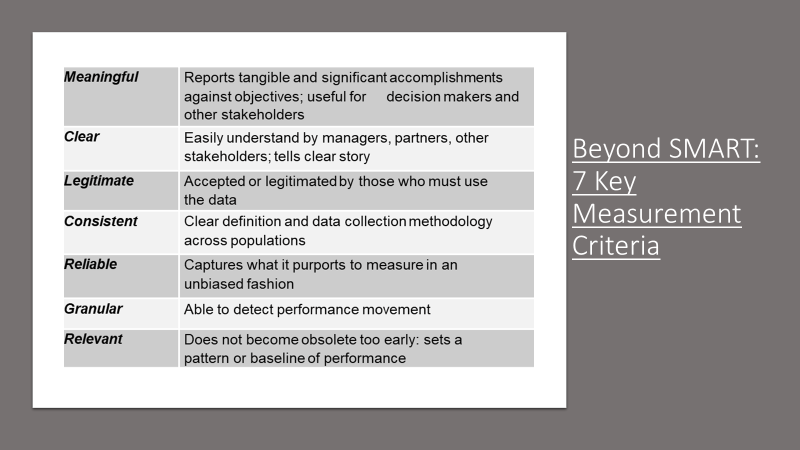 Meaningful
Reports tangible and significant accomplishments
against objectives; useful for decision makers and
other stakeholders
Clear
Easily understand by managers, partners, other
stakeholders; tells clear story
Legitimate
Accepted or legitimated by those who must use
the data
Consistent
Clear definition and data collection methodology
across populations
Reliable
Captures what it purports to measure in an
unbiased fashion
Granular
Able to detect performance movement
Relevant
Does not become obsolete too early: sets a
pattern or baseline of performance
Beyond SMART:
7 Key
Measurement
Criteria